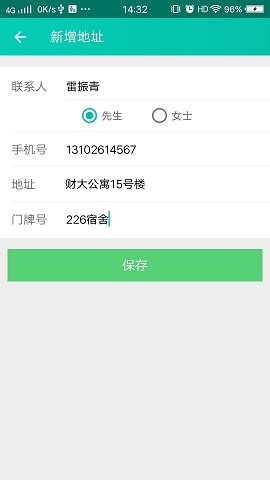 4G 0K/s ... 14:32 HD 96%
新增地址
联系人 雷振青
先生 女士
手机号 13102614567
地址 财大公寓15号楼
门牌号 226宿舍
保存